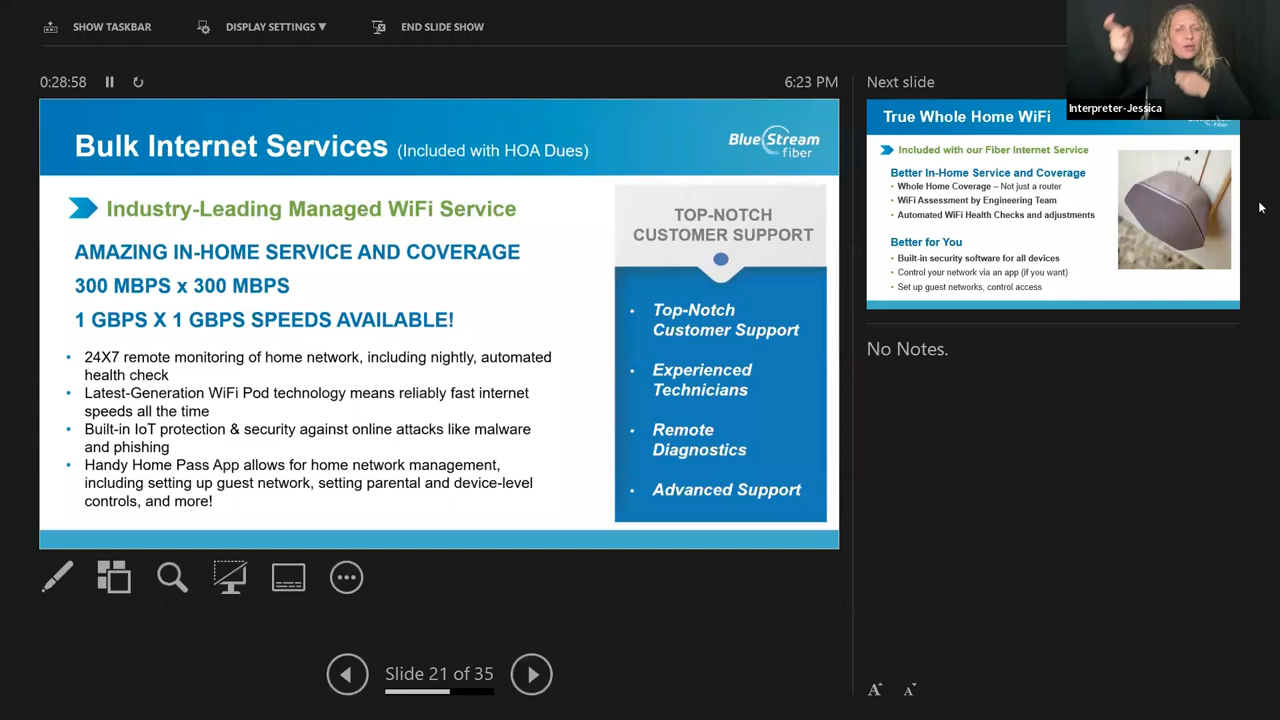 SHOW TASKBAR
DISPLAY SETTINGS ▼
END SLIDE SHOW
Interpreter-Jessica
0:28:58
6:23 PM
Bulk Internet Services (Included with HOA Dues)
BlueStream
fiber
Industry-Leading Managed WiFi Service
AMAZING IN-HOME SERVICE AND COVERAGE
300 MBPS x 300 MBPS
1 GBPS X 1 GBPS SPEEDS AVAILABLE!
• 24X7 remote monitoring of home network, including nightly, automated
health check
• Latest-Generation WiFi Pod technology means reliably fast internet
speeds all the time
• Built-in IoT protection & security against online attacks like malware
and phishing
• Handy Home Pass App allows for home network management,
including setting up guest network, setting parental and device-level
controls, and more!
TOP-NOTCH
CUSTOMER SUPPORT
• Top-Notch
Customer Support
• Experienced
Technicians
• Remote
Diagnostics
• Advanced Support
Slide 21 of 35
Next slide
True Whole Home WiFi
fiber
Included with our Fiber Internet Service
Better In-Home Service and Coverage
• Whole Home Coverage – Not just a router
• WiFi Assessment by Engineering Team
• Automated WiFi Health Checks and adjustments
Better for You
• Built-in security software for all devices
• Control your network via an app (if you want)
• Set up guest networks, control access
No Notes.
A A